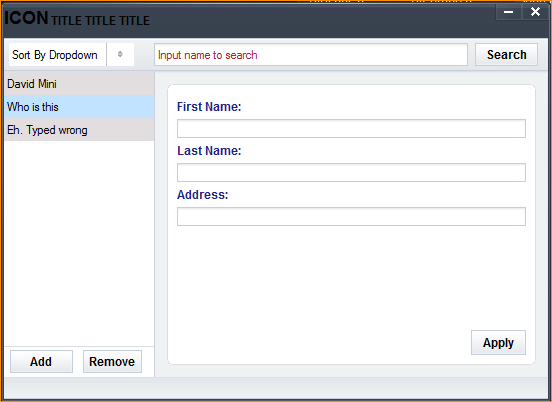 ICON TITLE TITLE TITLE
Sort By Dropdown
Input name to search
Search
David Mini
Who is this
Eh. Typed wrong
First Name:
Last Name:
Address:
Apply
Add
Remove